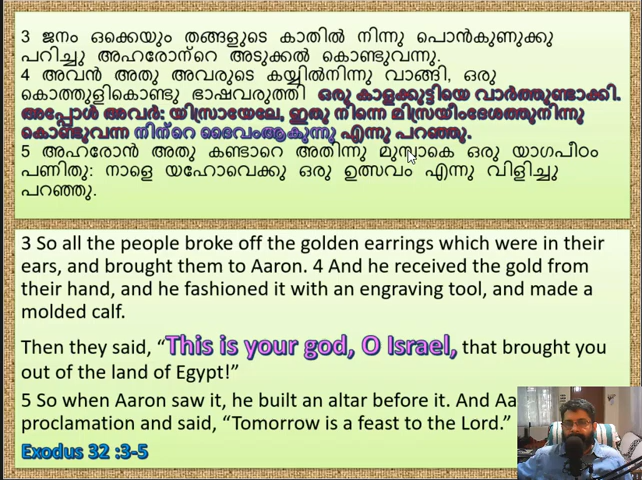 3 ജനം ഒക്കെയും തങ്ങളുടെ കാതിൽ നിന്നു പൊൻകുണുക്കു
പറിച്ചു അഹരോന്റെ അടുക്കൽ കൊണ്ടുവന്നു.
4 അവൻ അതു അവരുടെ കയ്യിൽനിന്നു വാങ്ങി, ഒരു
കൊത്തുളികൊണ്ടു ഭാഷവരുത്തി ഒരു കാളക്കുട്ടിയെ വാർത്തുണ്ടാക്കി.
അപ്പോൾ അവർ: യിസ്രായേലേ, ഇതു നിന്നെ മിസ്രയീംദേശത്തുനിന്നു
കൊണ്ടുവന്ന നിന്റെ ദൈവംആകുന്നു എന്നു പറഞ്ഞു.
5 അഹരോൻ അതു കണ്ടാറെ അതിന്നു മുമ്പാകെ ഒരു യാഗപീഠം
പണിതു: നാളെ യഹോവെക്കു ഒരു ഉത്സവം എന്നു വിളിച്ചു
പറഞ്ഞു.
3 So all the people broke off the golden earrings which were in their
ears, and brought them to Aaron. 4 And he received the gold from
their hand, and he fashioned it with an engraving tool, and made a
molded calf.
Then they said, “This is your god, O Israel, that brought you
out of the land of Egypt!”
5 So when Aaron saw it, he built an altar before it. And
proclamation and said, “Tomorrow is a feast to the Lord.”
Exodus 32 :3-5